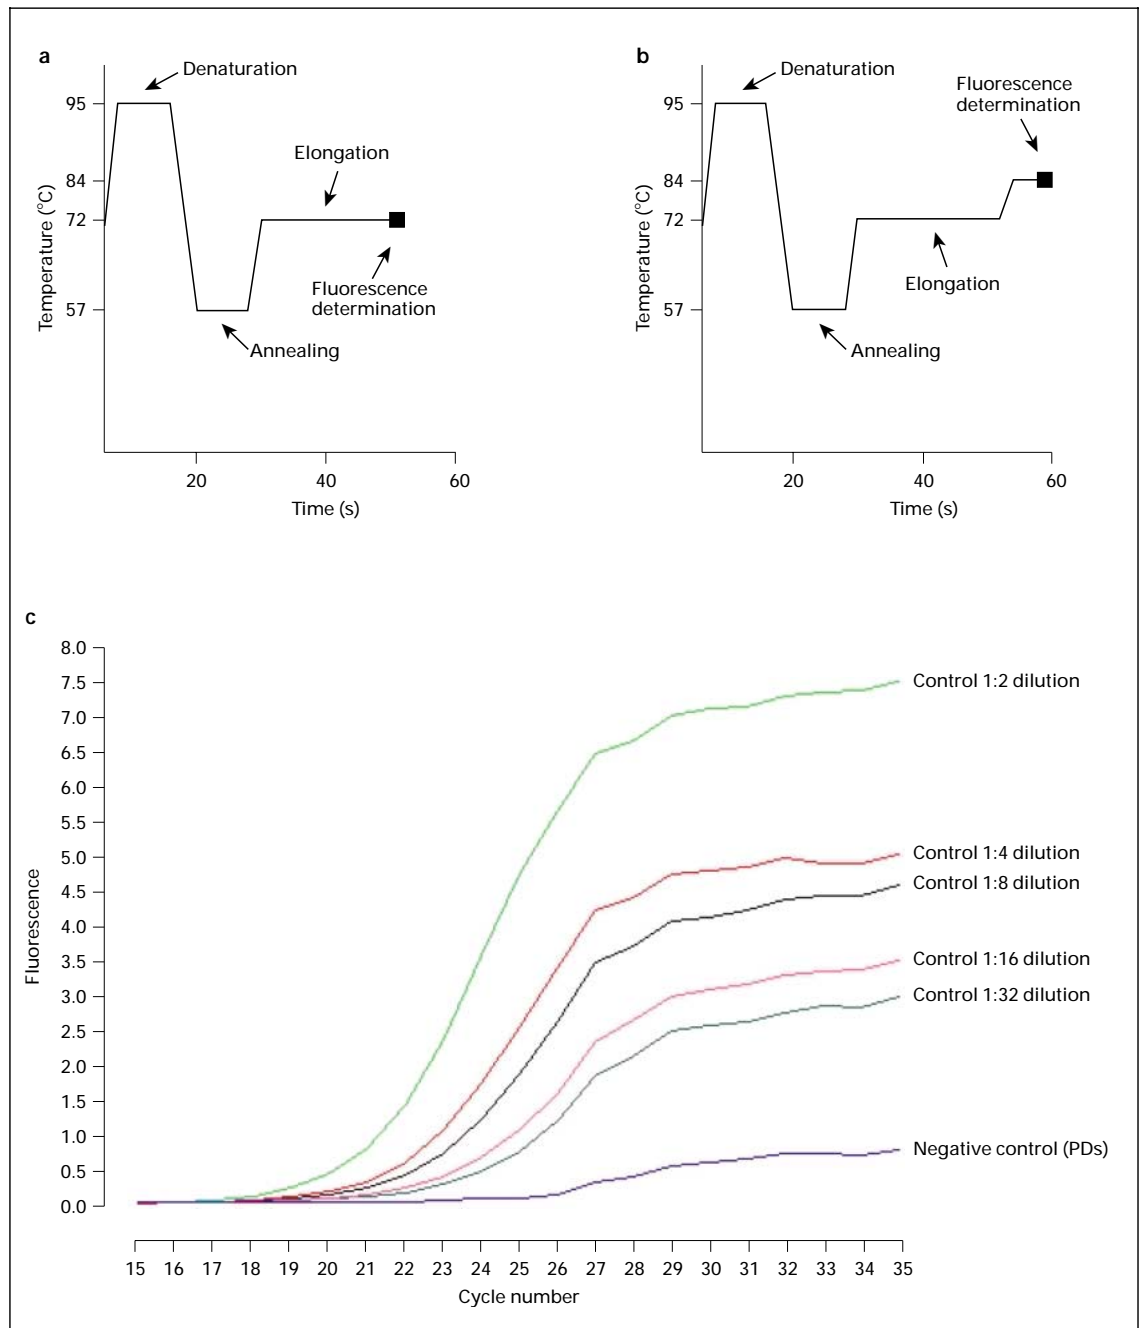 a
Denaturation
95
84
72
57
Temperature (°C)
Elongation
Fluorescence
determination
Annealing
20 40 60
Time (s)
b
Denaturation
Fluorescence
determination
95
84
72
57
Temperature (°C)
Elongation
Annealing
20 40 60
Time (s)
c
8.0
7.5
7.0
6.5
6.0
5.5
5.0
4.5
4.0
3.5
3.0
2.5
2.0
1.5
1.0
0.5
0.0
Fluorescence
Control 1:2 dilution
Control 1:4 dilution
Control 1:8 dilution
Control 1:16 dilution
Control 1:32 dilution
Negative control (PDs)
15 16 17 18 19 20 21 22 23 24 25 26 27 28 29 30 31 32 33 34 35
Cycle number